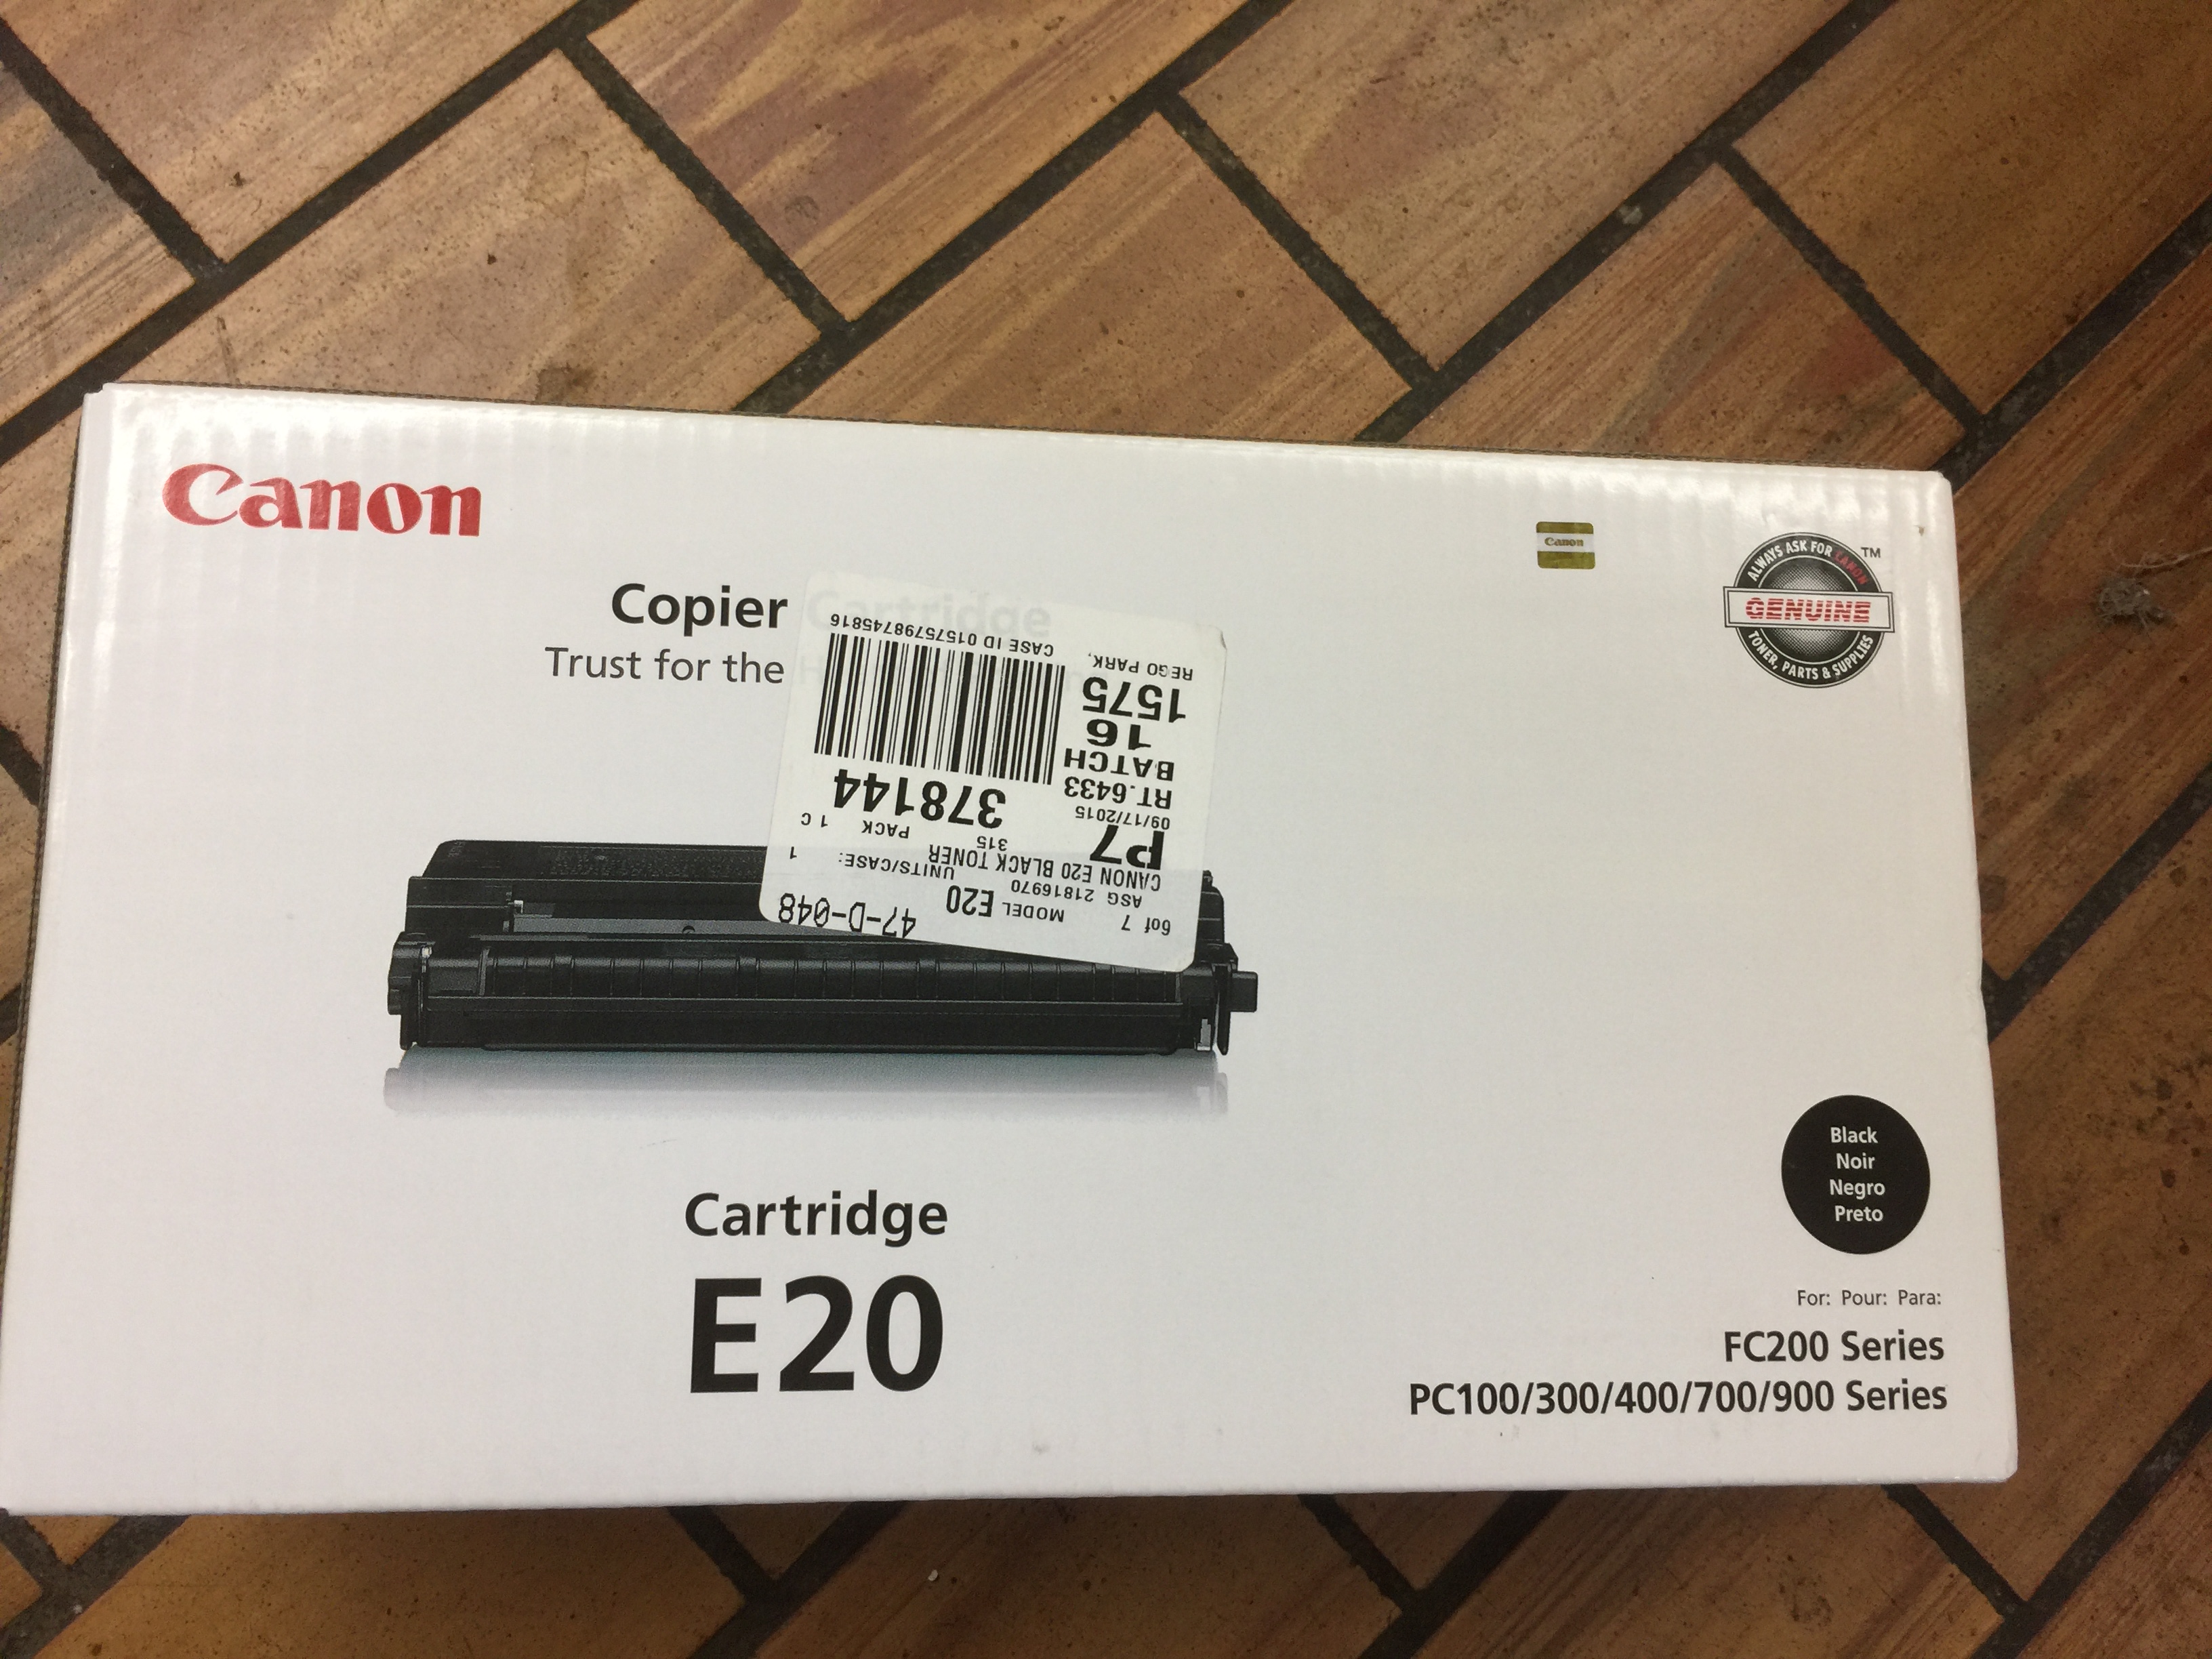 Canon
Canon
ALWAYS ASK FOR CANON
TM
GENUINE
TONER, PARTS & SUPPLIES
Copier Cartridge
Trust for the
6of 7
MODEL E20
47-D-048
ASG 21816970
UNITS/CASE: 1
CANON E20 BLACK TONER
P7
315
PACK 1 C
09/17/2015
378144
RT.6433
BATCH
16
1575
REGO PARK,
CASE ID 01575798745816
Cartridge
E20
Black
Noir
Negro
Preto
For: Pour: Para:
FC200 Series
PC100/300/400/700/900 Series